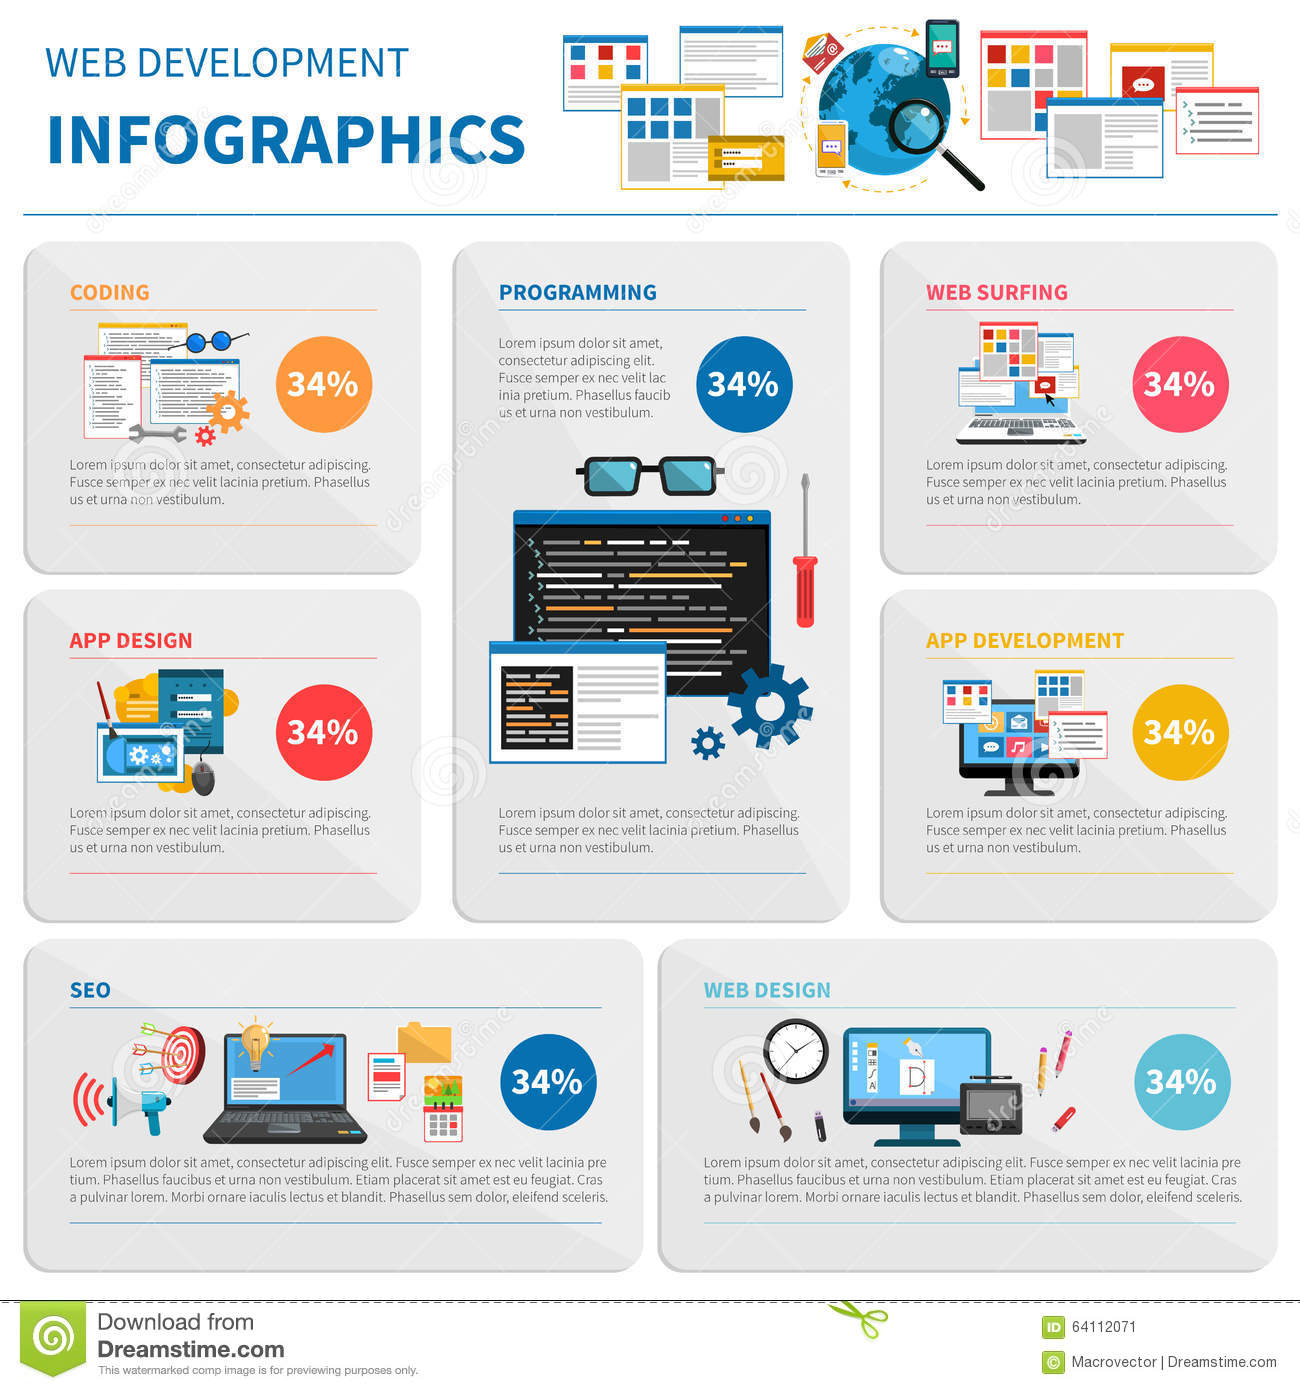 WEB DEVELOPMENT
INFOGRAPHICS
CODING
34%
Lorem ipsum dolor sit amet, consectetur adipiscing.
Fusce semper ex nec velit lacinia pretium. Phasellus
us et urna non vestibulum.
PROGRAMMING
Lorem ipsum dolor sit amet,
consectetur adipiscing elit.
Fusce semper ex nec velit lac
inia pretium. Phasellus faucib
us et urna non vestibulum.
34%
Lorem ipsum dolor sit amet, consectetur adipiscing.
Fusce semper ex nec velit lacinia pretium. Phasellus
us et urna non vestibulum.
WEB SURFING
34%
Lorem ipsum dolor sit amet, consectetur adipiscing.
Fusce semper ex nec velit lacinia pretium. Phasellus
us et urna non vestibulum.
APP DESIGN
34%
Lorem ipsum dolor sit amet, consectetur adipiscing.
Fusce semper ex nec velit lacinia pretium. Phasellus
us et urna non vestibulum.
APP DEVELOPMENT
34%
Lorem ipsum dolor sit amet, consectetur adipiscing.
Fusce semper ex nec velit lacinia pretium. Phasellus
us et urna non vestibulum.
SEO
34%
Lorem ipsum dolor sit amet, consectetur adipiscing elit. Fusce semper ex nec velit lacinia pre
tium. Phasellus faucibus et urna non vestibulum. Etiam placerat sit amet eu feugiat. Cras
a pulvinar lorem. Morbi ornare iaculis lectus et blandit. Phasellus sem dolor, eleifend sceleris.
WEB DESIGN
D
34%
Lorem ipsum dolor sit amet, consectetur adipiscing elit. Fusce semper ex nec velit lacinia pre
tium. Phasellus faucibus et urna non vestibulum. Etiam placerat sit amet eu feugiat. Cras
a pulvinar lorem. Morbi ornare iaculis lectus et blandit. Phasellus sem dolor, eleifend sceleris.
Download from
Dreamstime.com
This watermarked comp image is for previewing purposes only.
ID 64112071
© Macrovector | Dreamstime.com